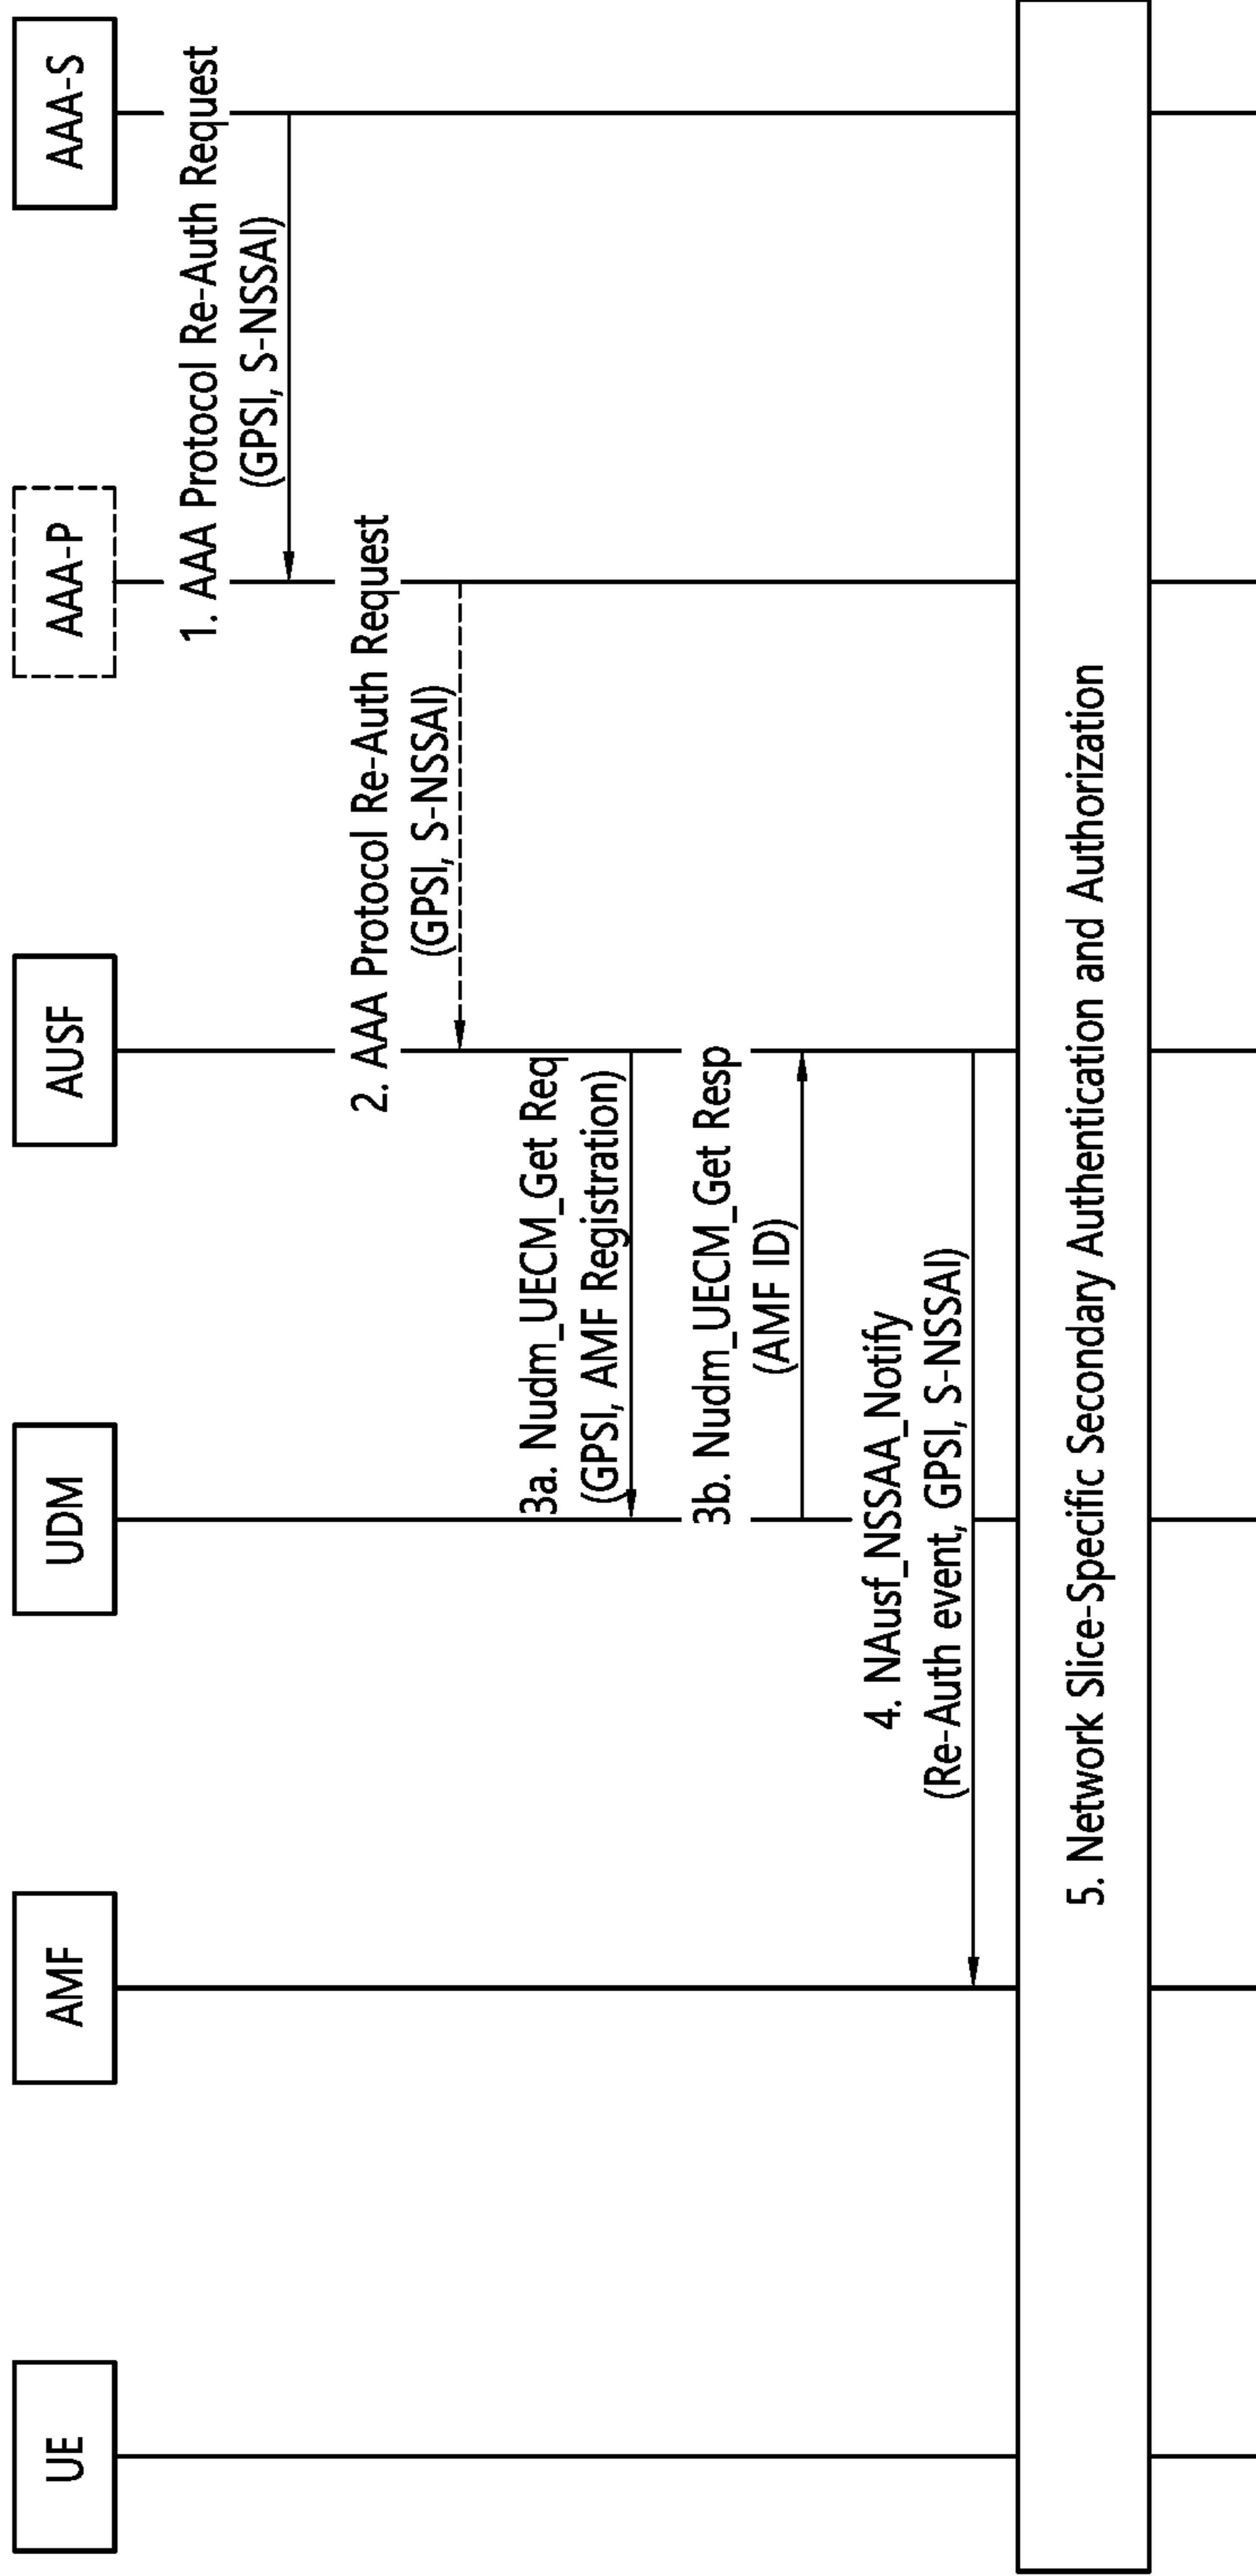 UE
AMF
UDM
AUSF
AAA-P
AAA-S
1. AAA Protocol Re-Auth Request
(GPSI, S-NSSAI)
2. AAA Protocol Re-Auth Request
(GPSI, S-NSSAI)
3a. Nudm_UECM_Get Req
(GPSI, AMF Registration)
3b. Nudm_UECM_Get Resp
(AMF ID)
4. NAusf_NSSAA_Notify
(Re-Auth event, GPSI, S-NSSAI)
5. Network Slice-Specific Secondary Authentication and Authorization